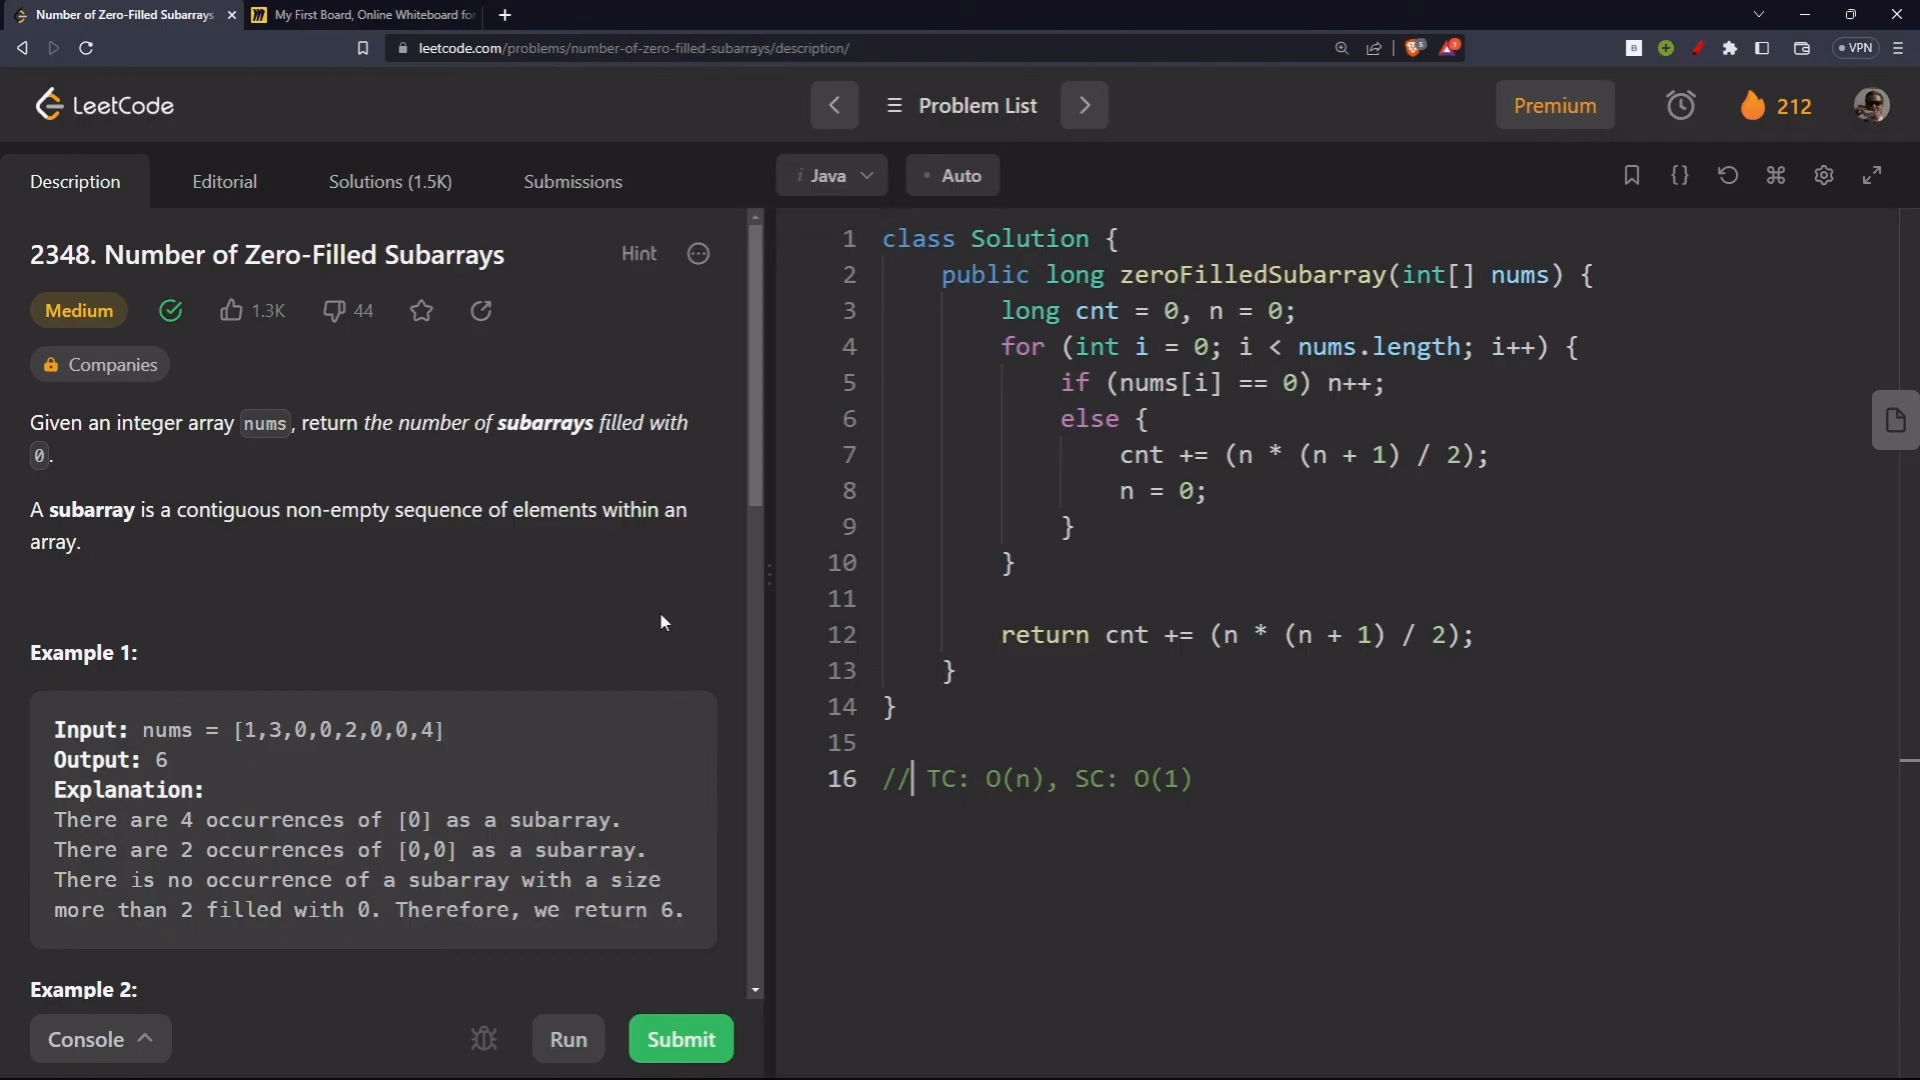 Number of Zero-Filled Subarrays
My First Board, Online Whiteboard for
leetcode.com/problems/number-of-zero-filled-subarrays/description/
VPN
LeetCode
Problem List
Premium
212
Description
Editorial
Solutions (1.5K)
Submissions
i Java
Auto
2348. Number of Zero-Filled Subarrays
Hint
Medium
1.3K
44
Companies
Given an integer array nums, return the number of subarrays filled with
0.
A subarray is a contiguous non-empty sequence of elements within an
array.
Example 1:
Input: nums = [1,3,0,0,2,0,0,4]
Output: 6
Explanation:
There are 4 occurrences of [0] as a subarray.
There are 2 occurrences of [0,0] as a subarray.
There is no occurrence of a subarray with a size
more than 2 filled with 0. Therefore, we return 6.
Example 2:
Console
Run
Submit
1 class Solution {
2 public long zeroFilledSubarray(int[] nums) {
3 long cnt = 0, n = 0;
4 for (int i = 0; i < nums.length; i++) {
5 if (nums[i] == 0) n++;
6 else {
7 cnt += (n * (n + 1) / 2);
8 n = 0;
9 }
10 }
11
12 return cnt += (n * (n + 1) / 2);
13 }
14 }
15
16 // TC: O(n), SC: O(1)